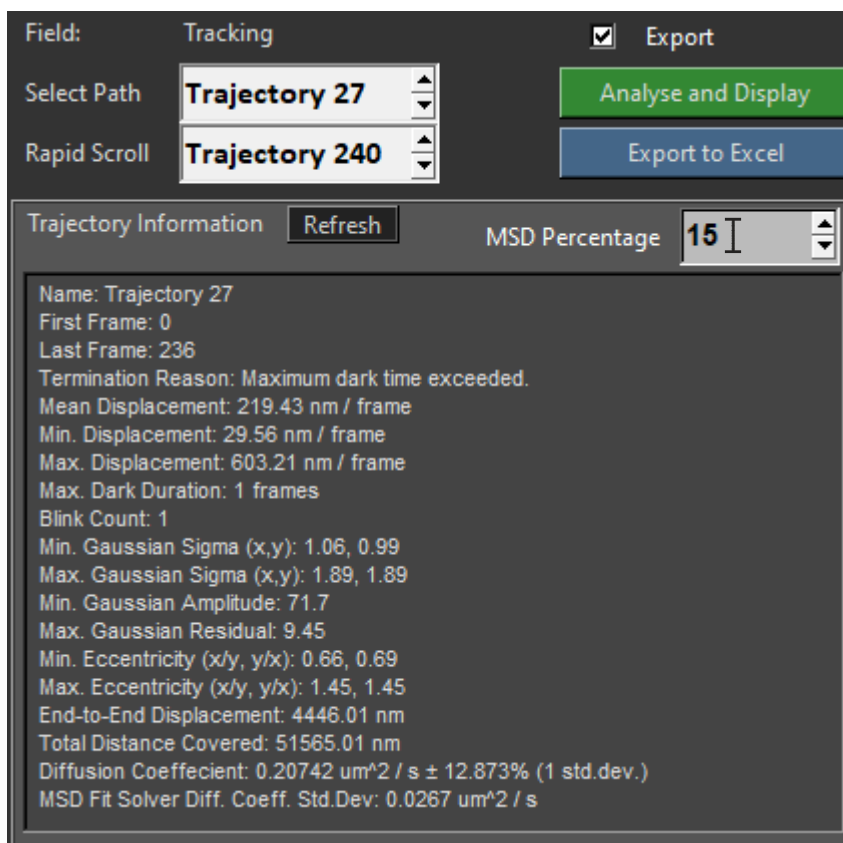 Field: Tracking Export
Select Path Trajectory 27 Analyse and Display
Rapid Scroll Trajectory 240 Export to Excel
Trajectory Information Refresh MSD Percentage 15
Name: Trajectory 27
First Frame: 0
Last Frame: 236
Termination Reason: Maximum dark time exceeded.
Mean Displacement: 219.43 nm / frame
Min. Displacement: 29.56 nm / frame
Max. Displacement: 603.21 nm / frame
Max. Dark Duration: 1 frames
Blink Count: 1
Min. Gaussian Sigma (x,y): 1.06, 0.99
Max. Gaussian Sigma (x,y): 1.89, 1.89
Min. Gaussian Amplitude: 71.7
Max. Gaussian Residual: 9.45
Min. Eccentricity (x/y, y/x): 0.66, 0.69
Max. Eccentricity (x/y, y/x): 1.45, 1.45
End-to-End Displacement: 4446.01 nm
Total Distance Covered: 51565.01 nm
Diffusion Coeffecient: 0.20742 um^2 / s ± 12.873% (1 std.dev.)
MSD Fit Solver Diff. Coeff. Std.Dev: 0.0267 um^2 / s